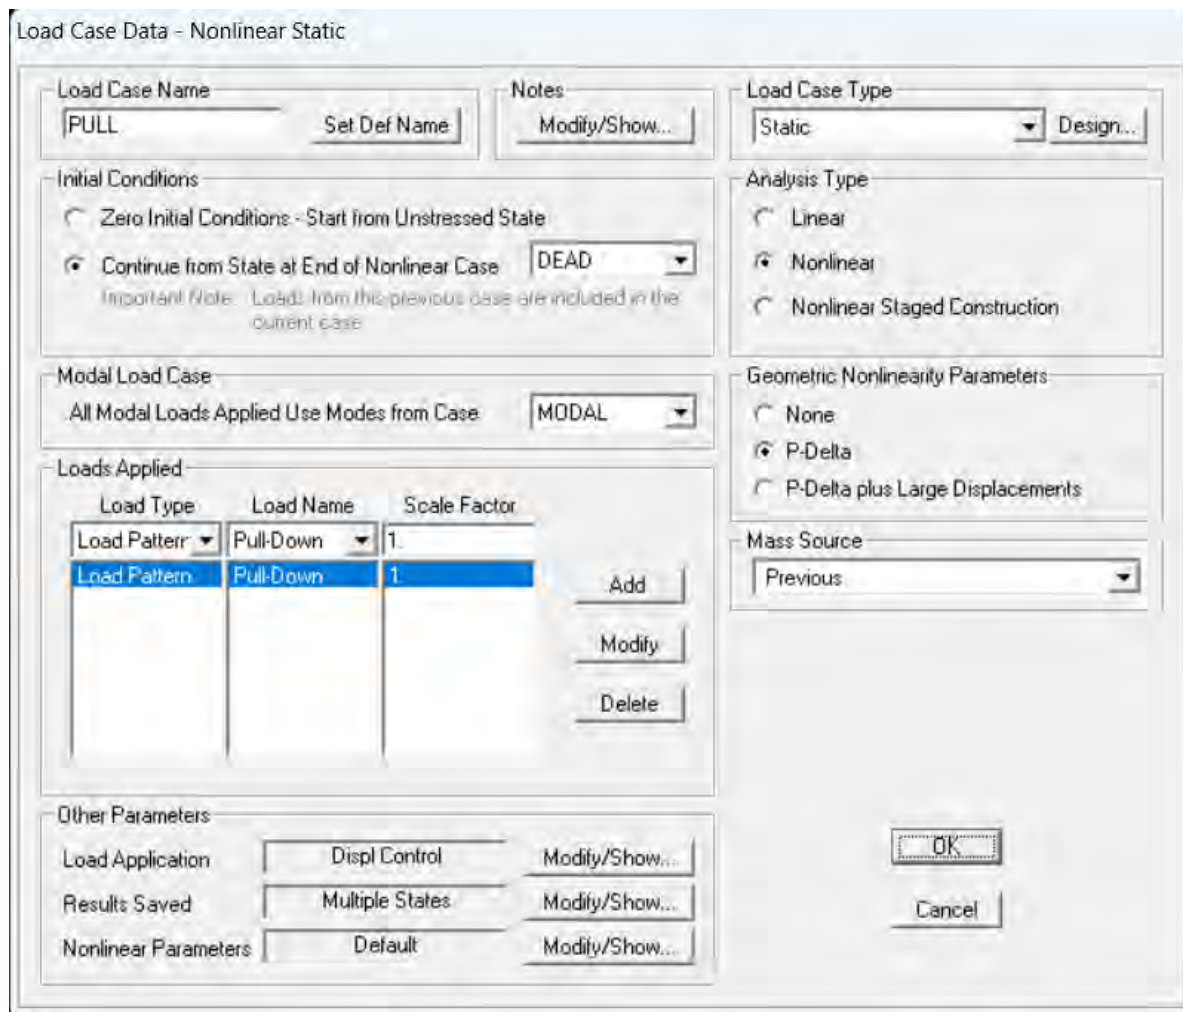 Load Case Data - Nonlinear Static
Load Case Name
PULL
Set Def Name
Notes
Modify/Show...
Load Case Type
Static
Design...
Initial Conditions
Zero Initial Conditions - Start from Unstressed State
Continue from State at End of Nonlinear Case
DEAD
Important Note: Loads from this previous case are included in the
current case
Analysis Type
Linear
Nonlinear
Nonlinear Staged Construction
Modal Load Case
All Modal Loads Applied Use Modes from Case
MODAL
Geometric Nonlinearity Parameters
None
P-Delta
P-Delta plus Large Displacements
Loads Applied
Load Type Load Name Scale Factor
Load Pattern Pull-Down 1.
Load Pattern Pull-Down 1.
Add
Modify
Delete
Mass Source
Previous
Other Parameters
Load Application Displ Control Modify/Show...
Results Saved Multiple States Modify/Show...
Nonlinear Parameters Default Modify/Show...
OK
Cancel